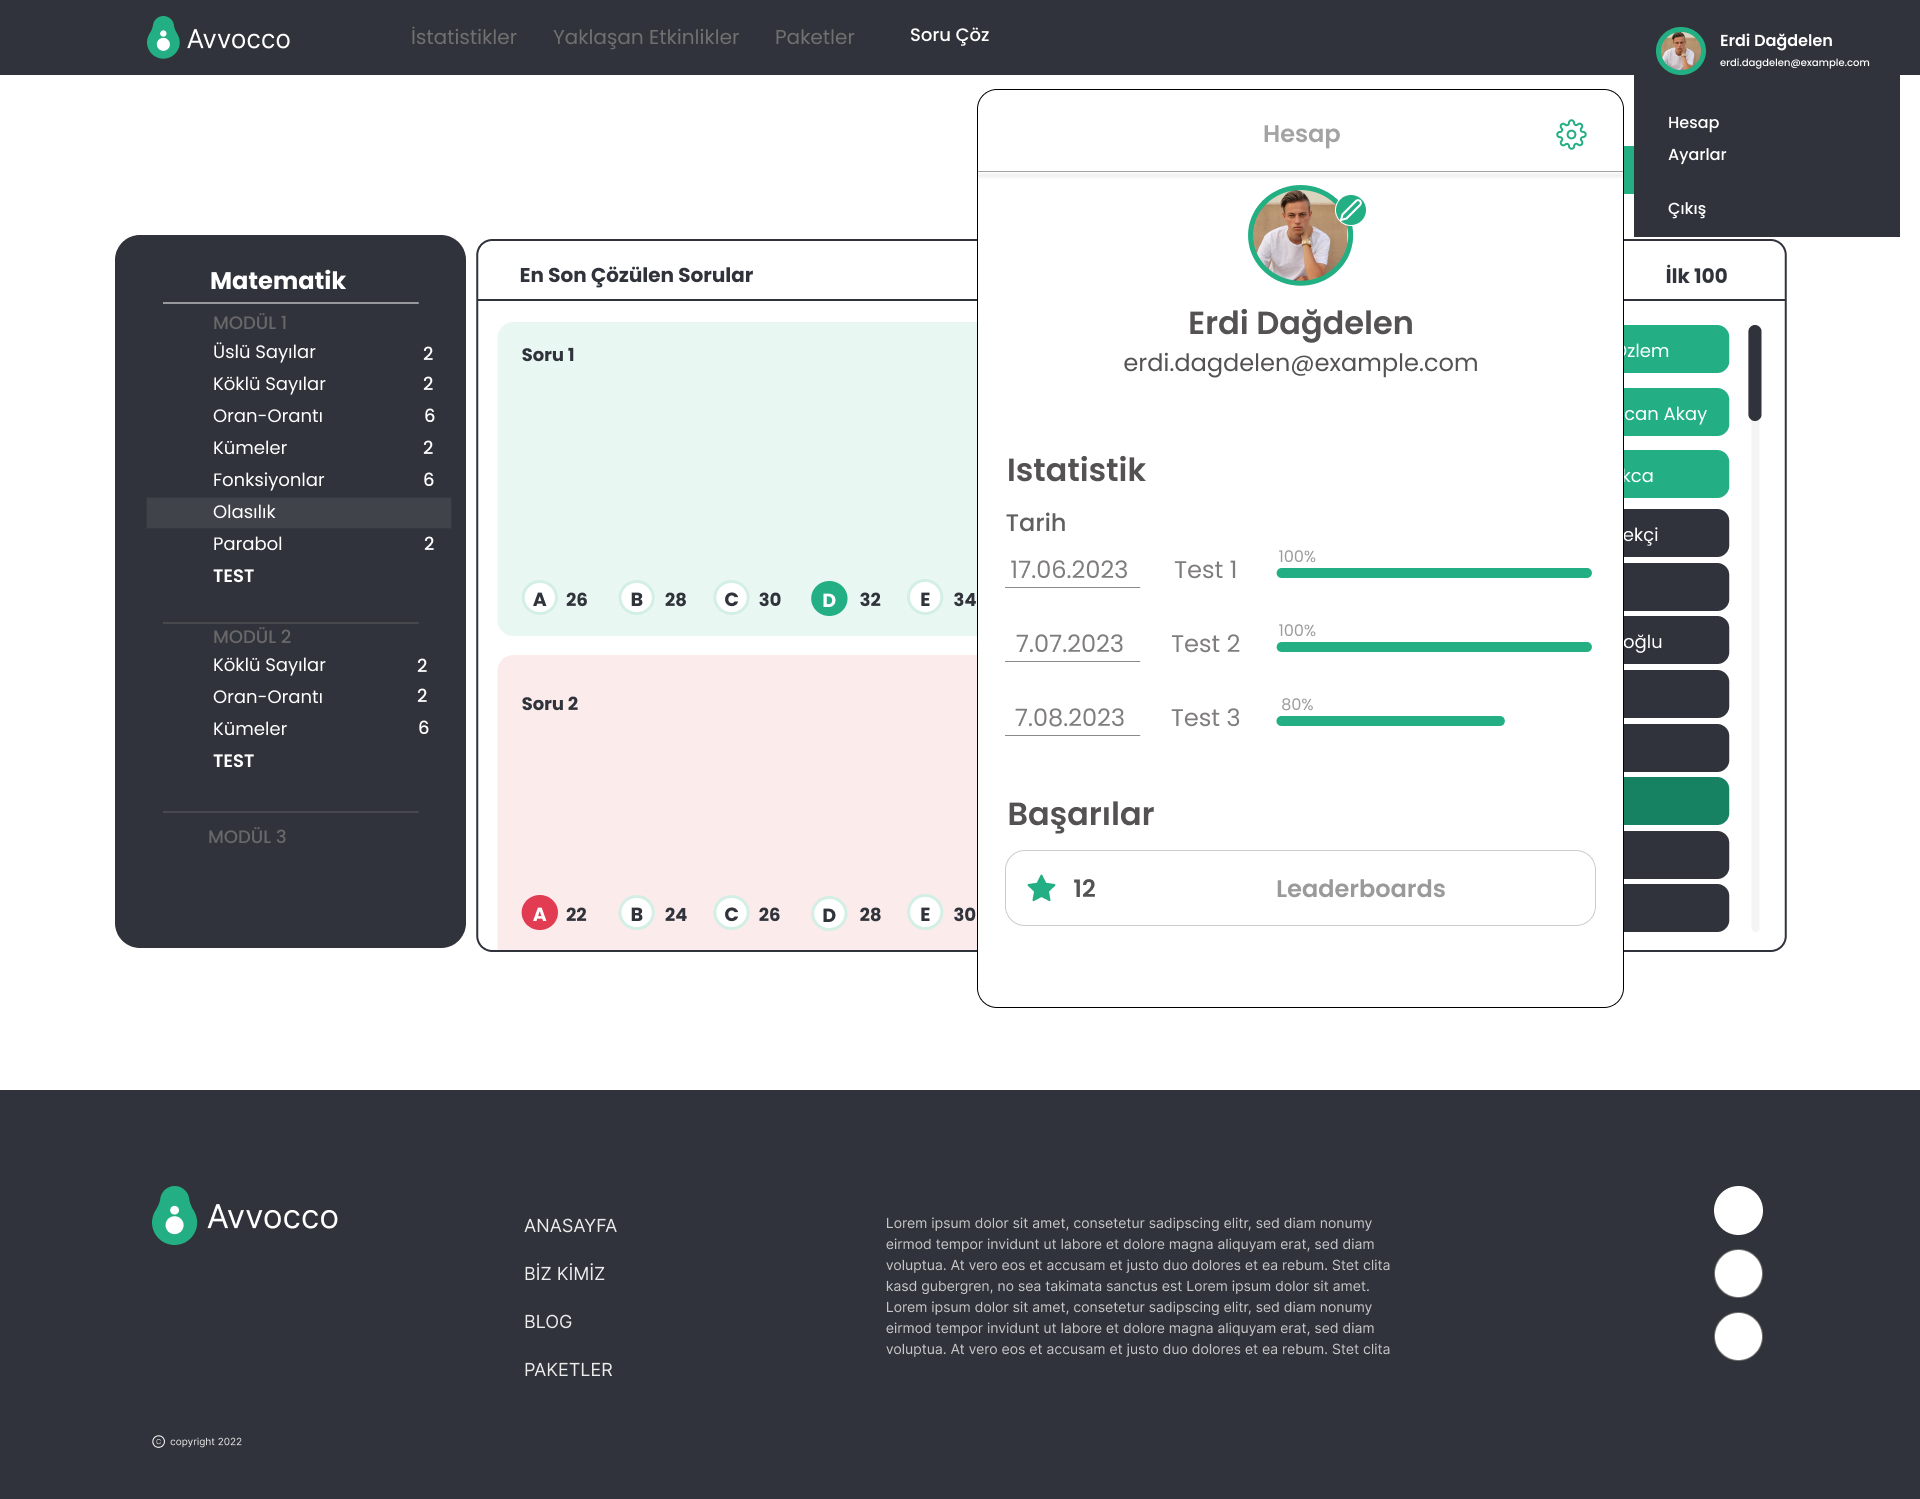 Avvocco
İstatistikler
Yaklaşan Etkinlikler
Paketler
Soru Çöz
Erdi Dağdelen
erdi.dagdelen@example.com
Hesap
Ayarlar
Çıkış
Matematik
MODÜL 1
Üslü Sayılar 2
Köklü Sayılar 2
Oran-Orantı 6
Kümeler 2
Fonksiyonlar 6
Olasılık
Parabol 2
TEST
MODÜL 2
Köklü Sayılar 2
Oran-Orantı 2
Kümeler 6
TEST
MODÜL 3
En Son Çözülen Sorular
Soru 1
A 26 B 28 C 30 D 32 E 34
Soru 2
A 22 B 24 C 26 D 28 E 30
Hesap
Erdi Dağdelen
erdi.dagdelen@example.com
Istatistik
Tarih
17.06.2023 Test 1 100%
7.07.2023 Test 2 100%
7.08.2023 Test 3 80%
Başarılar
12 Leaderboards
İlk 100
zlem
can Akay
kca
ekçi
oğlu
Avvocco
ANASAYFA
BİZ KİMİZ
BLOG
PAKETLER
Lorem ipsum dolor sit amet, consetetur sadipscing elitr, sed diam nonumy
eirmod tempor invidunt ut labore et dolore magna aliquyam erat, sed diam
voluptua. At vero eos et accusam et justo duo dolores et ea rebum. Stet clita
kasd gubergren, no sea takimata sanctus est Lorem ipsum dolor sit amet.
Lorem ipsum dolor sit amet, consetetur sadipscing elitr, sed diam nonumy
eirmod tempor invidunt ut labore et dolore magna aliquyam erat, sed diam
voluptua. At vero eos et accusam et justo duo dolores et ea rebum. Stet clita
© copyright 2022